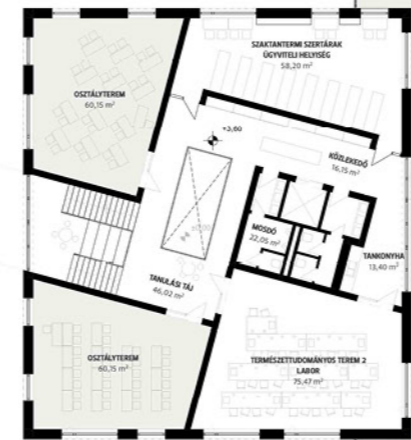 SZAKTANTERMI SZERTÁRAK
ÜGYVITELI HELYISÉG
58,20 m²
OSZTÁLYTEREM
60,15 m²
+3,60
KÖZLEKEDŐ
16,15 m²
MOSDÓ
22,05 m²
TANKONYHA
13,40 m²
TANULÁSI TÁJ
46,02 m²
OSZTÁLYTEREM
60,15 m²
TERMÉSZETTUDOMÁNYOS TEREM 2
LABOR
75,47 m²